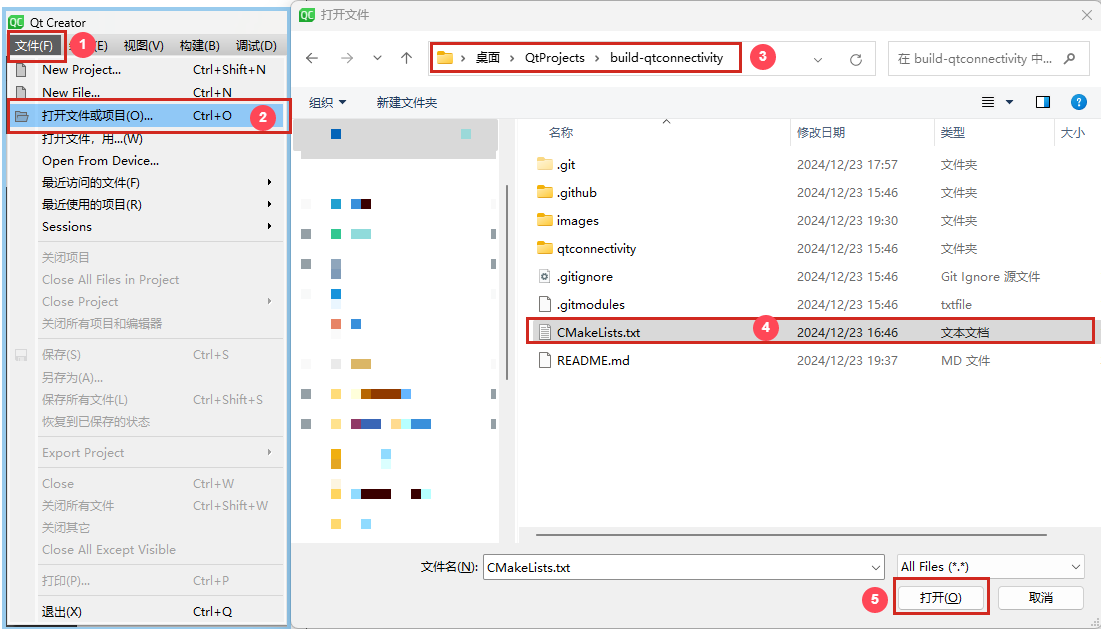 QC Qt Creator
文件(F) 1 (E) 视图(V) 构建(B) 调试(D)
New Project... Ctrl+Shift+N
New File... Ctrl+N
打开文件或项目(O)... Ctrl+O 2
打开文件，用...(W)
Open From Device...
最近访问的文件(F)
最近使用的项目(R)
Sessions
关闭项目
Close All Files in Project
Close Project
关闭所有项目和编辑器
保存(S) Ctrl+S
另存为(A)...
保存所有文件(L) Ctrl+Shift+S
恢复到已保存的状态
Export Project
Close Ctrl+W
关闭所有文件 Ctrl+Shift+W
关闭其它
Close All Except Visible
打印(P)... Ctrl+P
退出(X) Ctrl+Q
QC 打开文件
桌面 QtProjects build-qtconnectivity 3 在 build-qtconnectivity 中...
组织 新建文件夹 ?
名称 修改日期 类型 大小
.git 2024/12/23 17:57 文件夹
.github 2024/12/23 15:46 文件夹
images 2024/12/23 19:30 文件夹
qtconnectivity 2024/12/23 15:46 文件夹
.gitignore 2024/12/23 15:46 Git Ignore 源文件
.gitmodules 2024/12/23 15:46 txtfile
CMakeLists.txt 4 2024/12/23 16:46 文本文档
README.md 2024/12/23 19:37 MD 文件
文件名(N): CMakeLists.txt All Files (*.*)
5 打开(O) 取消